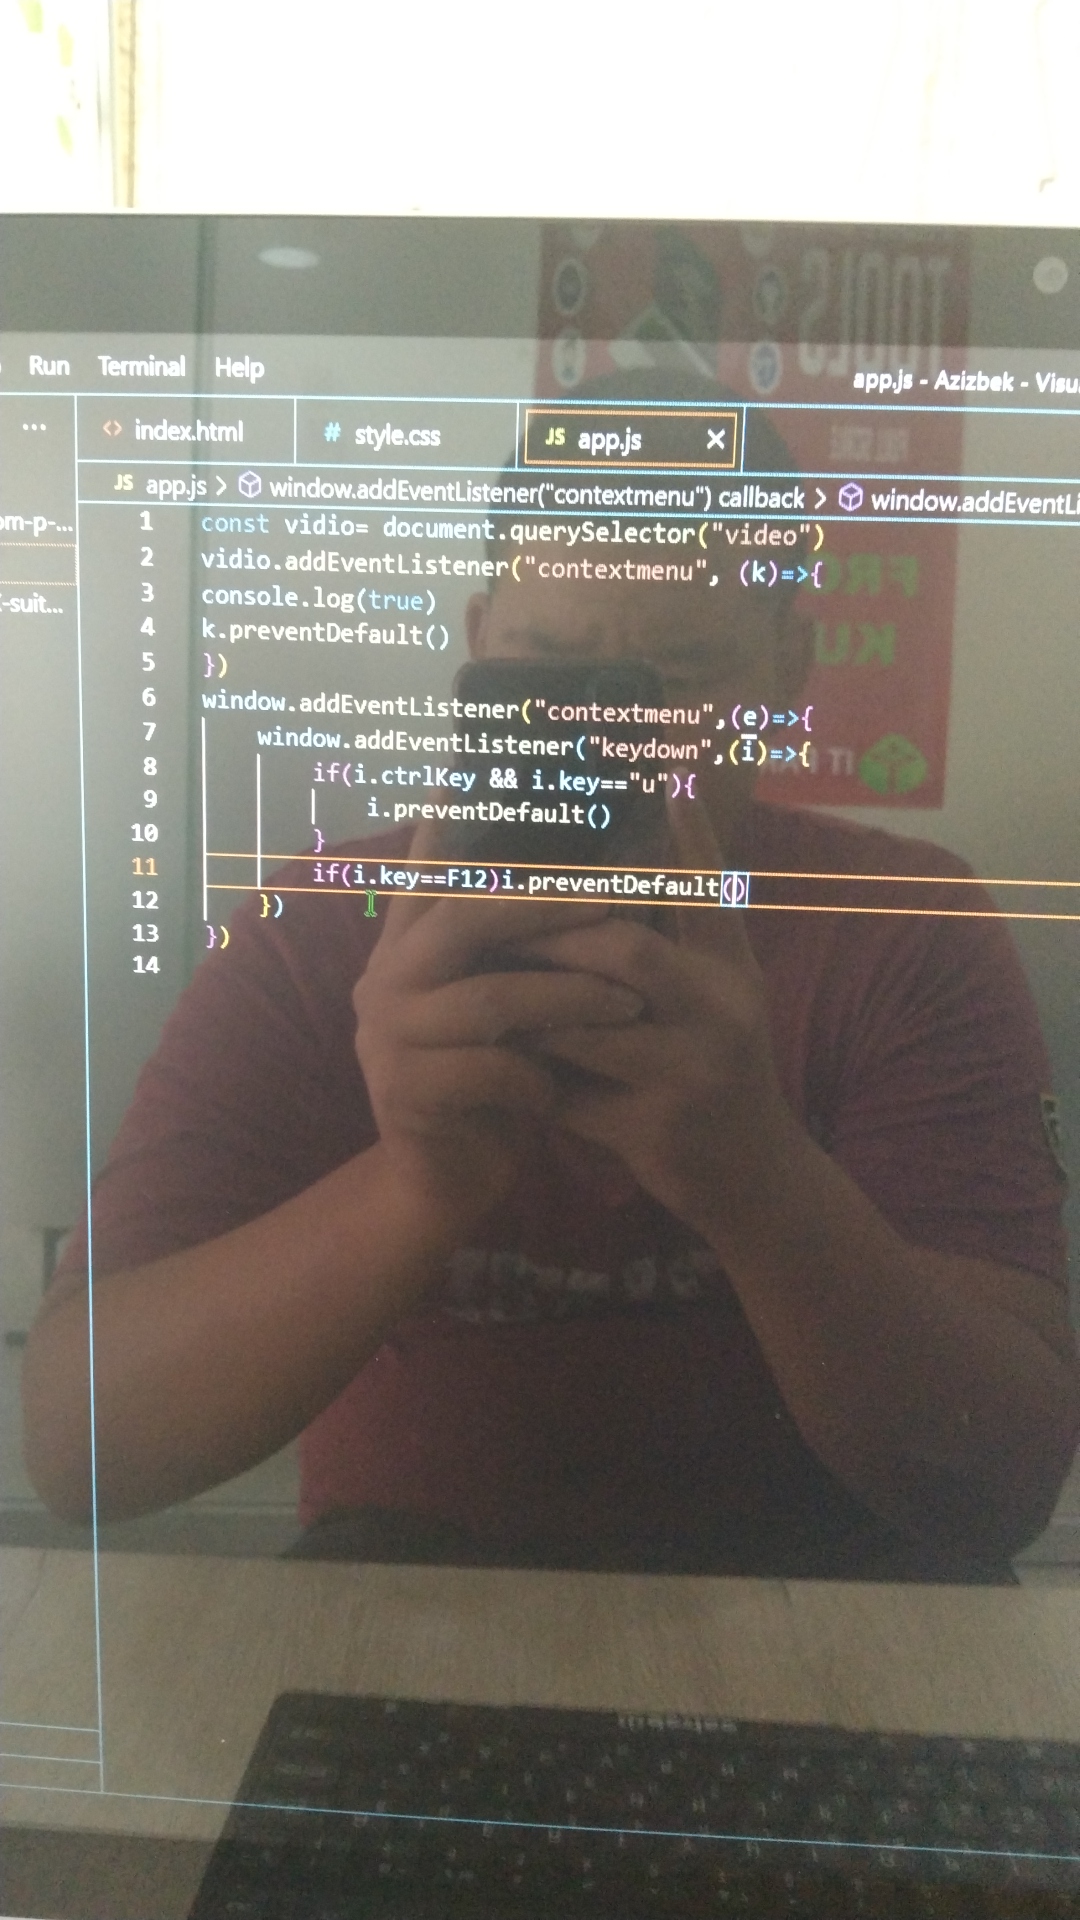 Run Terminal Help
app.js - Azizbek - Visu
... index.html style.css JS app.js
JS app.js > window.addEventListener("contextmenu") callback > window.addEventLi
om-p-...
-suit...
1 const vidio= document.querySelector("video")
2 vidio.addEventListener("contextmenu", (k)=>{
3 console.log(true)
4 k.preventDefault()
5 })
6 window.addEventListener("contextmenu",(e)=>{
7 window.addEventListener("keydown",(i)=>{
8 if(i.ctrlKey && i.key=="u"){
9 i.preventDefault()
10 }
11 if(i.key==F12)i.preventDefault()
12 })
13 })
14
TOOLS